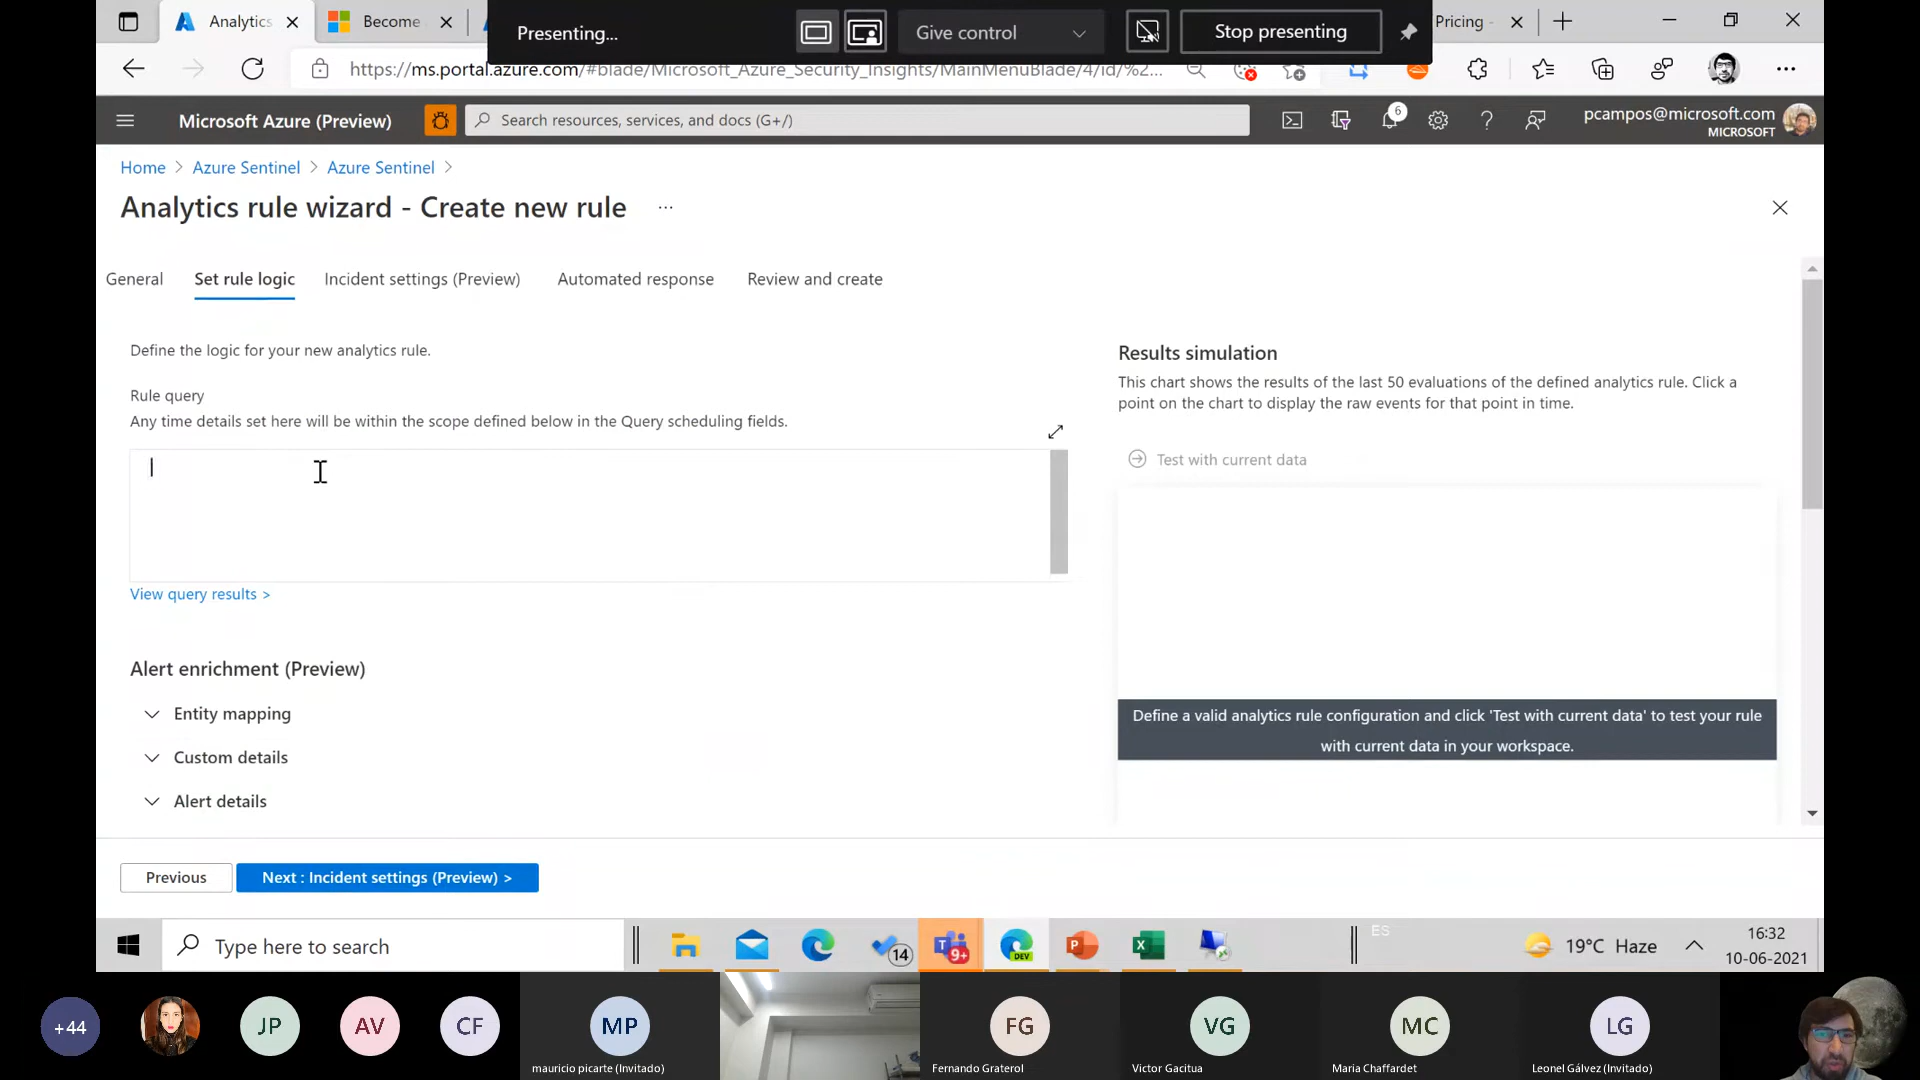 Analytics
Become
Presenting...
Give control
Stop presenting
Pricing -
https://ms.portal.azure.com/#blade/Microsoft_Azure_Security_Insights/MainMenuBlade/4/id/%2...
Microsoft Azure (Preview)
Search resources, services, and docs (G+/)
6
pcampos@microsoft.com
MICROSOFT
Home > Azure Sentinel > Azure Sentinel >
Analytics rule wizard - Create new rule ...
General
Set rule logic
Incident settings (Preview)
Automated response
Review and create
Define the logic for your new analytics rule.
Rule query
Any time details set here will be within the scope defined below in the Query scheduling fields.
View query results >
Alert enrichment (Preview)
Entity mapping
Custom details
Alert details
Results simulation
This chart shows the results of the last 50 evaluations of the defined analytics rule. Click a
point on the chart to display the raw events for that point in time.
Test with current data
Define a valid analytics rule configuration and click 'Test with current data' to test your rule
with current data in your workspace.
Previous
Next : Incident settings (Preview) >
Type here to search
14
T
9+
DEV
P
X
ES
19°C Haze
16:32
10-06-2021
+44
JP
AV
CF
MP
mauricio picarte (Invitado)
FG
Fernando Graterol
VG
Victor Gacitua
MC
Maria Chaffardet
LG
Leonel Gálvez (Invitado)